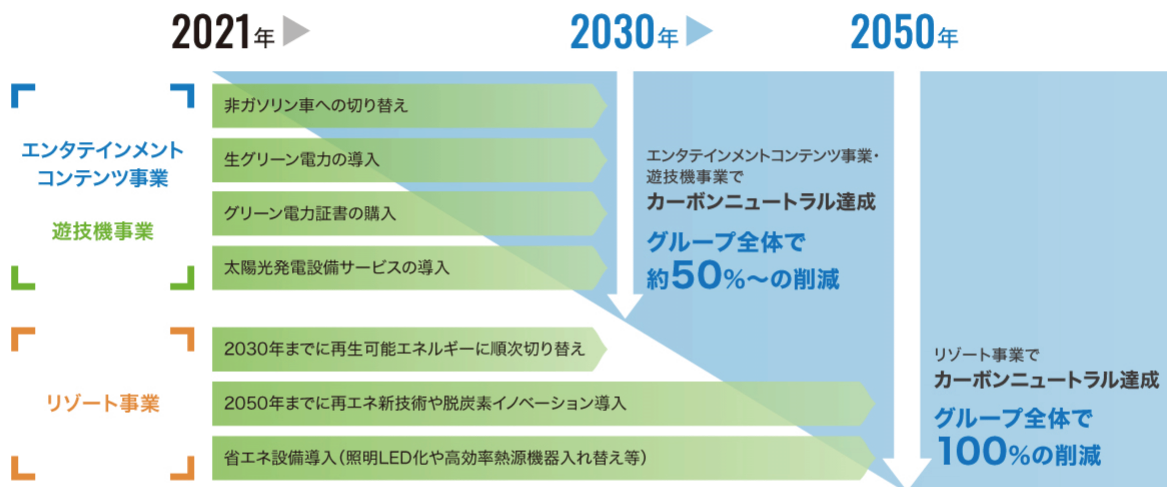 2021年
2030年
2050年
エンタテインメント
コンテンツ事業
遊技機事業
非ガソリン車への切り替え
生グリーン電力の導入
グリーン電力証書の購入
太陽光発電設備サービスの導入
エンタテインメントコンテンツ事業・
遊技機事業で
カーボンニュートラル達成
グループ全体で
約50%〜の削減
リゾート事業
2030年までに再生可能エネルギーに順次切り替え
2050年までに再エネ新技術や脱炭素イノベーション導入
省エネ設備導入（照明LED化や高効率熱源機器入れ替え等）
リゾート事業で
カーボンニュートラル達成
グループ全体で
100%の削減